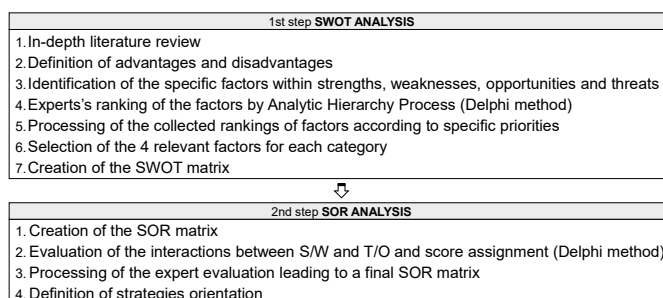 1st step SWOT ANALYSIS
1. In-depth literature review
2. Definition of advantages and disadvantages
3. Identification of the specific factors within strengths, weaknesses, opportunities and threats
4. Experts's ranking of the factors by Analytic Hierarchy Process (Delphi method)
5. Processing of the collected rankings of factors according to specific priorities
6. Selection of the 4 relevant factors for each category
7. Creation of the SWOT matrix
2nd step SOR ANALYSIS
1. Creation of the SOR matrix
2. Evaluation of the interactions between S/W and T/O and score assignment (Delphi method)
3. Processing of the expert evaluation leading to a final SOR matrix
4. Definition of strategies orientation